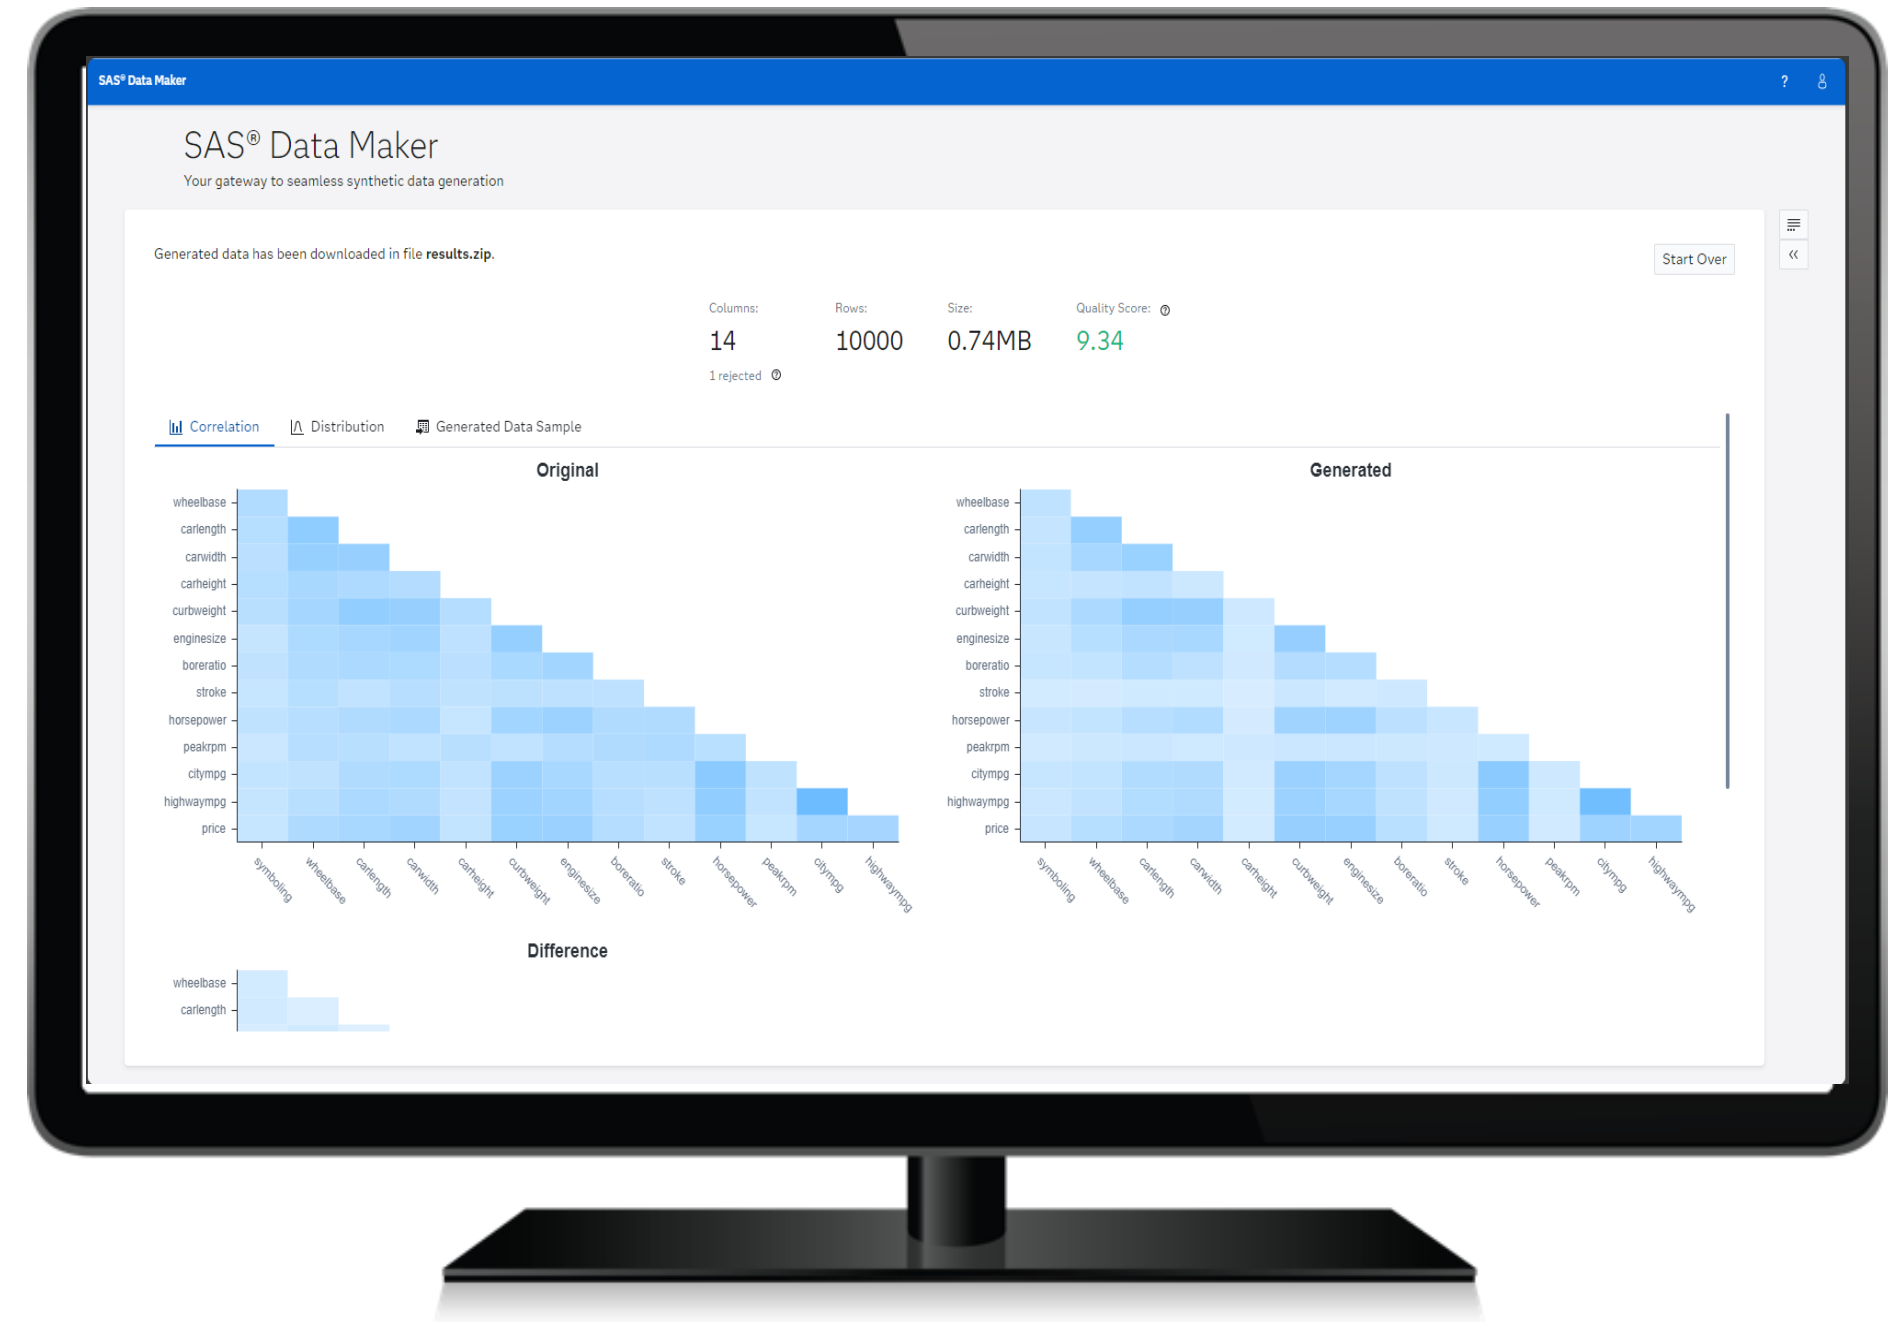 SAS® Data Maker
?
SAS® Data Maker
Your gateway to seamless synthetic data generation
Generated data has been downloaded in file results.zip.
Start Over
Columns: Rows: Size: Quality Score: ?
14 10000 0.74MB 9.34
1 rejected ?
Correlation Distribution Generated Data Sample
Original
wheelbase
carlength
carwidth
carheight
curbweight
enginesize
boreratio
stroke
horsepower
peakrpm
citympg
highwaympg
price
symboling wheelbase carlength carwidth carheight curbweight enginesize boreratio stroke horsepower peakrpm citympg highwaympg
Generated
wheelbase
carlength
carwidth
carheight
curbweight
enginesize
boreratio
stroke
horsepower
peakrpm
citympg
highwaympg
price
symboling wheelbase carlength carwidth carheight curbweight enginesize boreratio stroke horsepower peakrpm citympg highwaympg
Difference
wheelbase
carlength